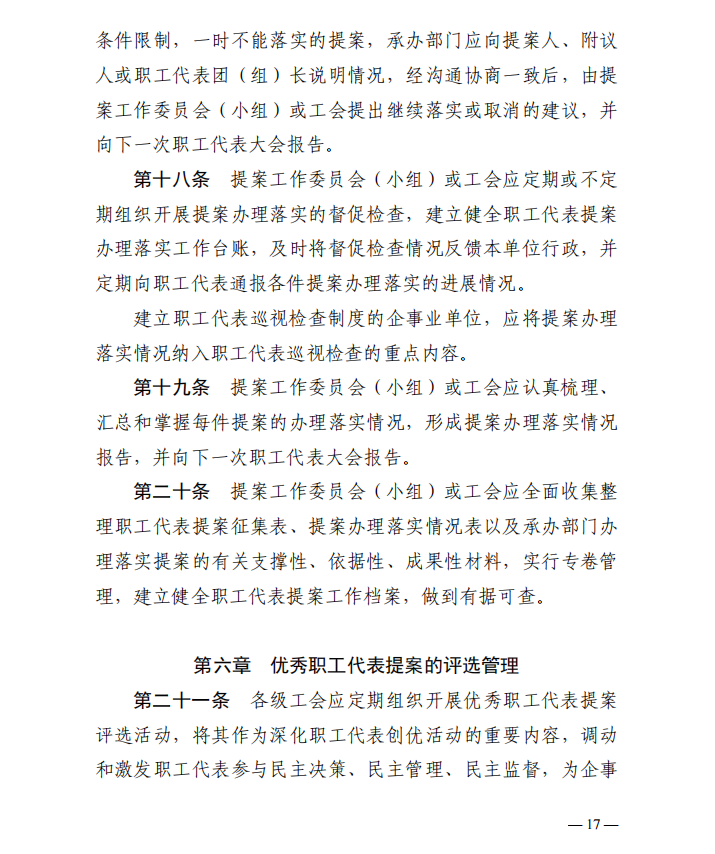 条件限制，一时不能落实的提案，承办部门应向提案人、附议
人或职工代表团（组）长说明情况，经沟通协商一致后，由提
案工作委员会（小组）或工会提出继续落实或取消的建议，并
向下一次职工代表大会报告。
第十八条　提案工作委员会（小组）或工会应定期或不定
期组织开展提案办理落实的督促检查，建立健全职工代表提案
办理落实工作台账，及时将督促检查情况反馈本单位行政，并
定期向职工代表通报各件提案办理落实的进展情况。
建立职工代表巡视检查制度的企事业单位，应将提案办理
落实情况纳入职工代表巡视检查的重点内容。
第十九条　提案工作委员会（小组）或工会应认真梳理、
汇总和掌握每件提案的办理落实情况，形成提案办理落实情况
报告，并向下一次职工代表大会报告。
第二十条　提案工作委员会（小组）或工会应全面收集整
理职工代表提案征集表、提案办理落实情况表以及承办部门办
理落实提案的有关支撑性、依据性、成果性材料，实行专卷管
理，建立健全职工代表提案工作档案，做到有据可查。
第六章　优秀职工代表提案的评选管理
第二十一条　各级工会应定期组织开展优秀职工代表提案
评选活动，将其作为深化职工代表创优活动的重要内容，调动
和激发职工代表参与民主决策、民主管理、民主监督，为企事
— 17 —